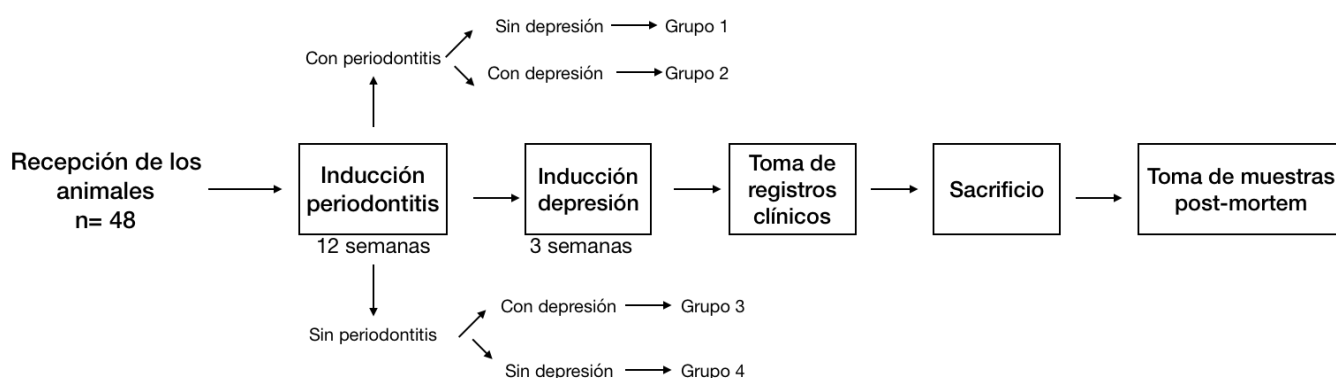 Sin depresión
Grupo 1
Con periodontitis
Con depresión
Grupo 2
Recepción de los
animales
n= 48
Inducción
periodontitis
12 semanas
Inducción
depresión
3 semanas
Toma de
registros
clínicos
Sacrificio
Toma de muestras
post-mortem
Con depresión
Grupo 3
Sin periodontitis
Sin depresión
Grupo 4